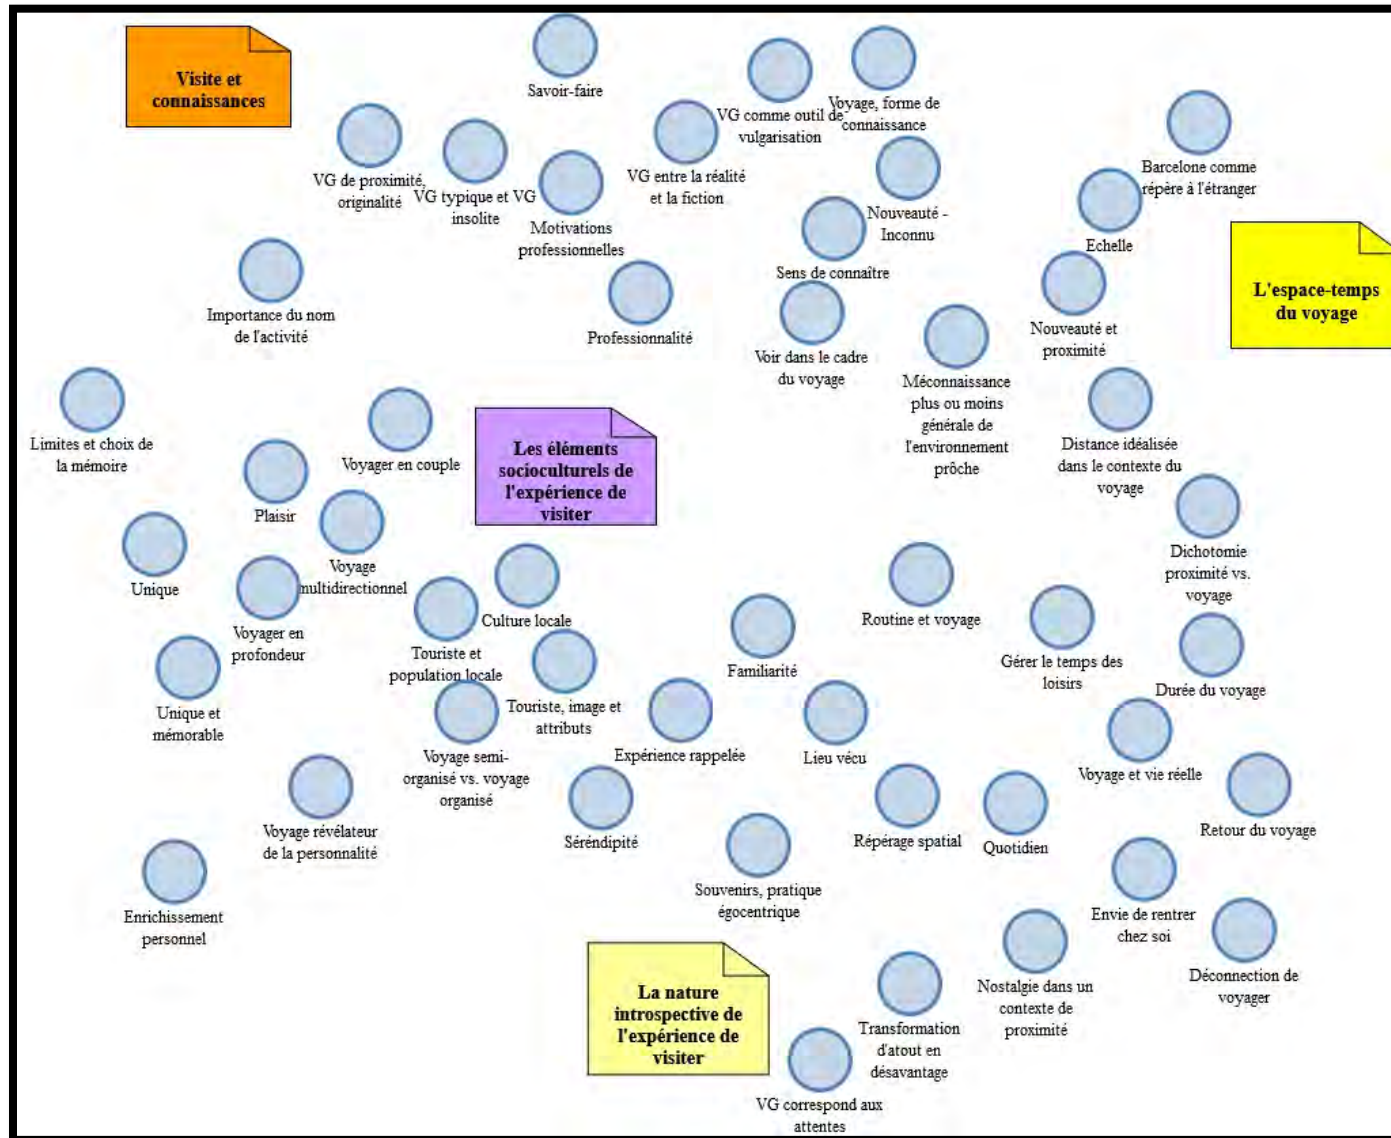 Visite et
connaissances
Savoir-faire
VG comme outil de
vulgarisation
Voyage, forme de
connaissance
VG de proximité,
originalité
VG typique et VG
insolite
Motivations
professionnelles
VG entre la réalité
et la fiction
Nouveauté -
Inconnu
Barcelone comme
répère à l'étranger
Echelle
Sens de connaître
L'espace-temps
du voyage
Importance du nom
de l'activité
Professionnalité
Voir dans le cadre
du voyage
Nouveauté et
proximité
Méconnaissance
plus ou moins
générale de
l'environnement
prôche
Limites et choix de
la mémoire
Voyager en couple
Les éléments
socioculturels de
l'expérience de
visiter
Distance idéalisée
dans le contexte du
voyage
Plaisir
Unique
Voyage
multidirectionnel
Dichotomie
proximité vs.
voyage
Voyager en
profondeur
Touriste et
population locale
Culture locale
Familiarité
Routine et voyage
Gérer le temps des
loisirs
Durée du voyage
Unique et
mémorable
Touriste, image et
attributs
Voyage semi-
organisé vs. voyage
organisé
Expérience rappelée
Lieu vécu
Voyage et vie réelle
Voyage révélateur
de la personnalité
Séréndipité
Répérage spatial
Quotidien
Retour du voyage
Souvenirs, pratique
égocentrique
Enrichissement
personnel
Envie de rentrer
chez soi
Déconnection de
voyager
La nature
introspective de
l'expérience de
visiter
Nostalgie dans un
contexte de
proximité
Transformation
d'atout en
désavantage
VG correspond aux
attentes